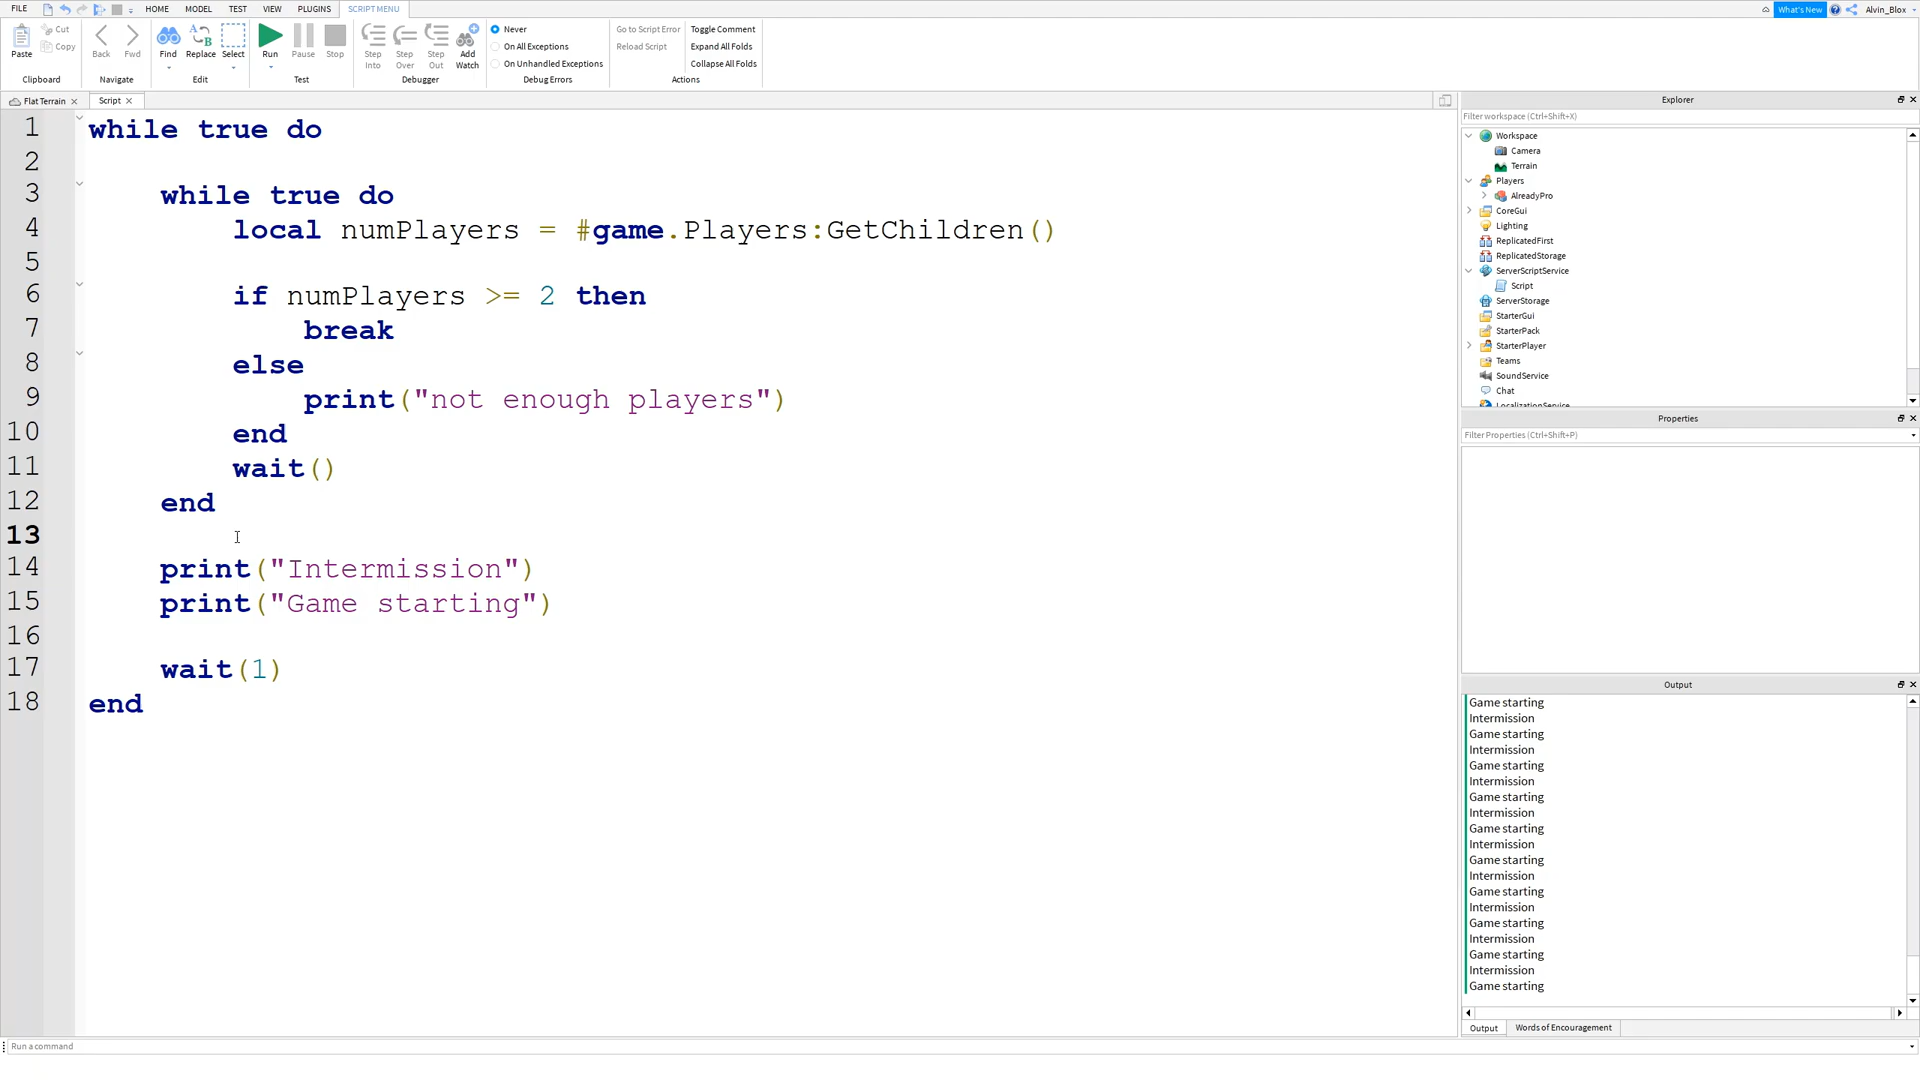 FILE HOME MODEL TEST VIEW PLUGINS SCRIPT MENU What's New Alvin_Blox
Paste Cut Copy Back Fwd Find Replace Select Run Pause Stop Step Into Step Over Step Out Add Watch
Never
On All Exceptions
On Unhandled Exceptions
Go to Script Error
Reload Script
Toggle Comment
Expand All Folds
Collapse All Folds
Clipboard Navigate Edit Test Debugger Debug Errors Actions
Flat Terrain Script
1 while true do
2
3 while true do
4 local numPlayers = #game.Players:GetChildren()
5
6 if numPlayers >= 2 then
7 break
8 else
9 print("not enough players")
10 end
11 wait()
12 end
13
14 print("Intermission")
15 print("Game starting")
16
17 wait(1)
18 end
Explorer
Filter workspace (Ctrl+Shift+X)
Workspace
Camera
Terrain
Players
AlreadyPro
CoreGui
Lighting
ReplicatedFirst
ReplicatedStorage
ServerScriptService
Script
ServerStorage
StarterGui
StarterPack
StarterPlayer
Teams
SoundService
Chat
LocalizationService
Properties
Filter Properties (Ctrl+Shift+P)
Output
Game starting
Intermission
Game starting
Intermission
Game starting
Intermission
Game starting
Intermission
Game starting
Intermission
Game starting
Intermission
Game starting
Intermission
Game starting
Intermission
Game starting
Intermission
Game starting
Output Words of Encouragement
Run a command